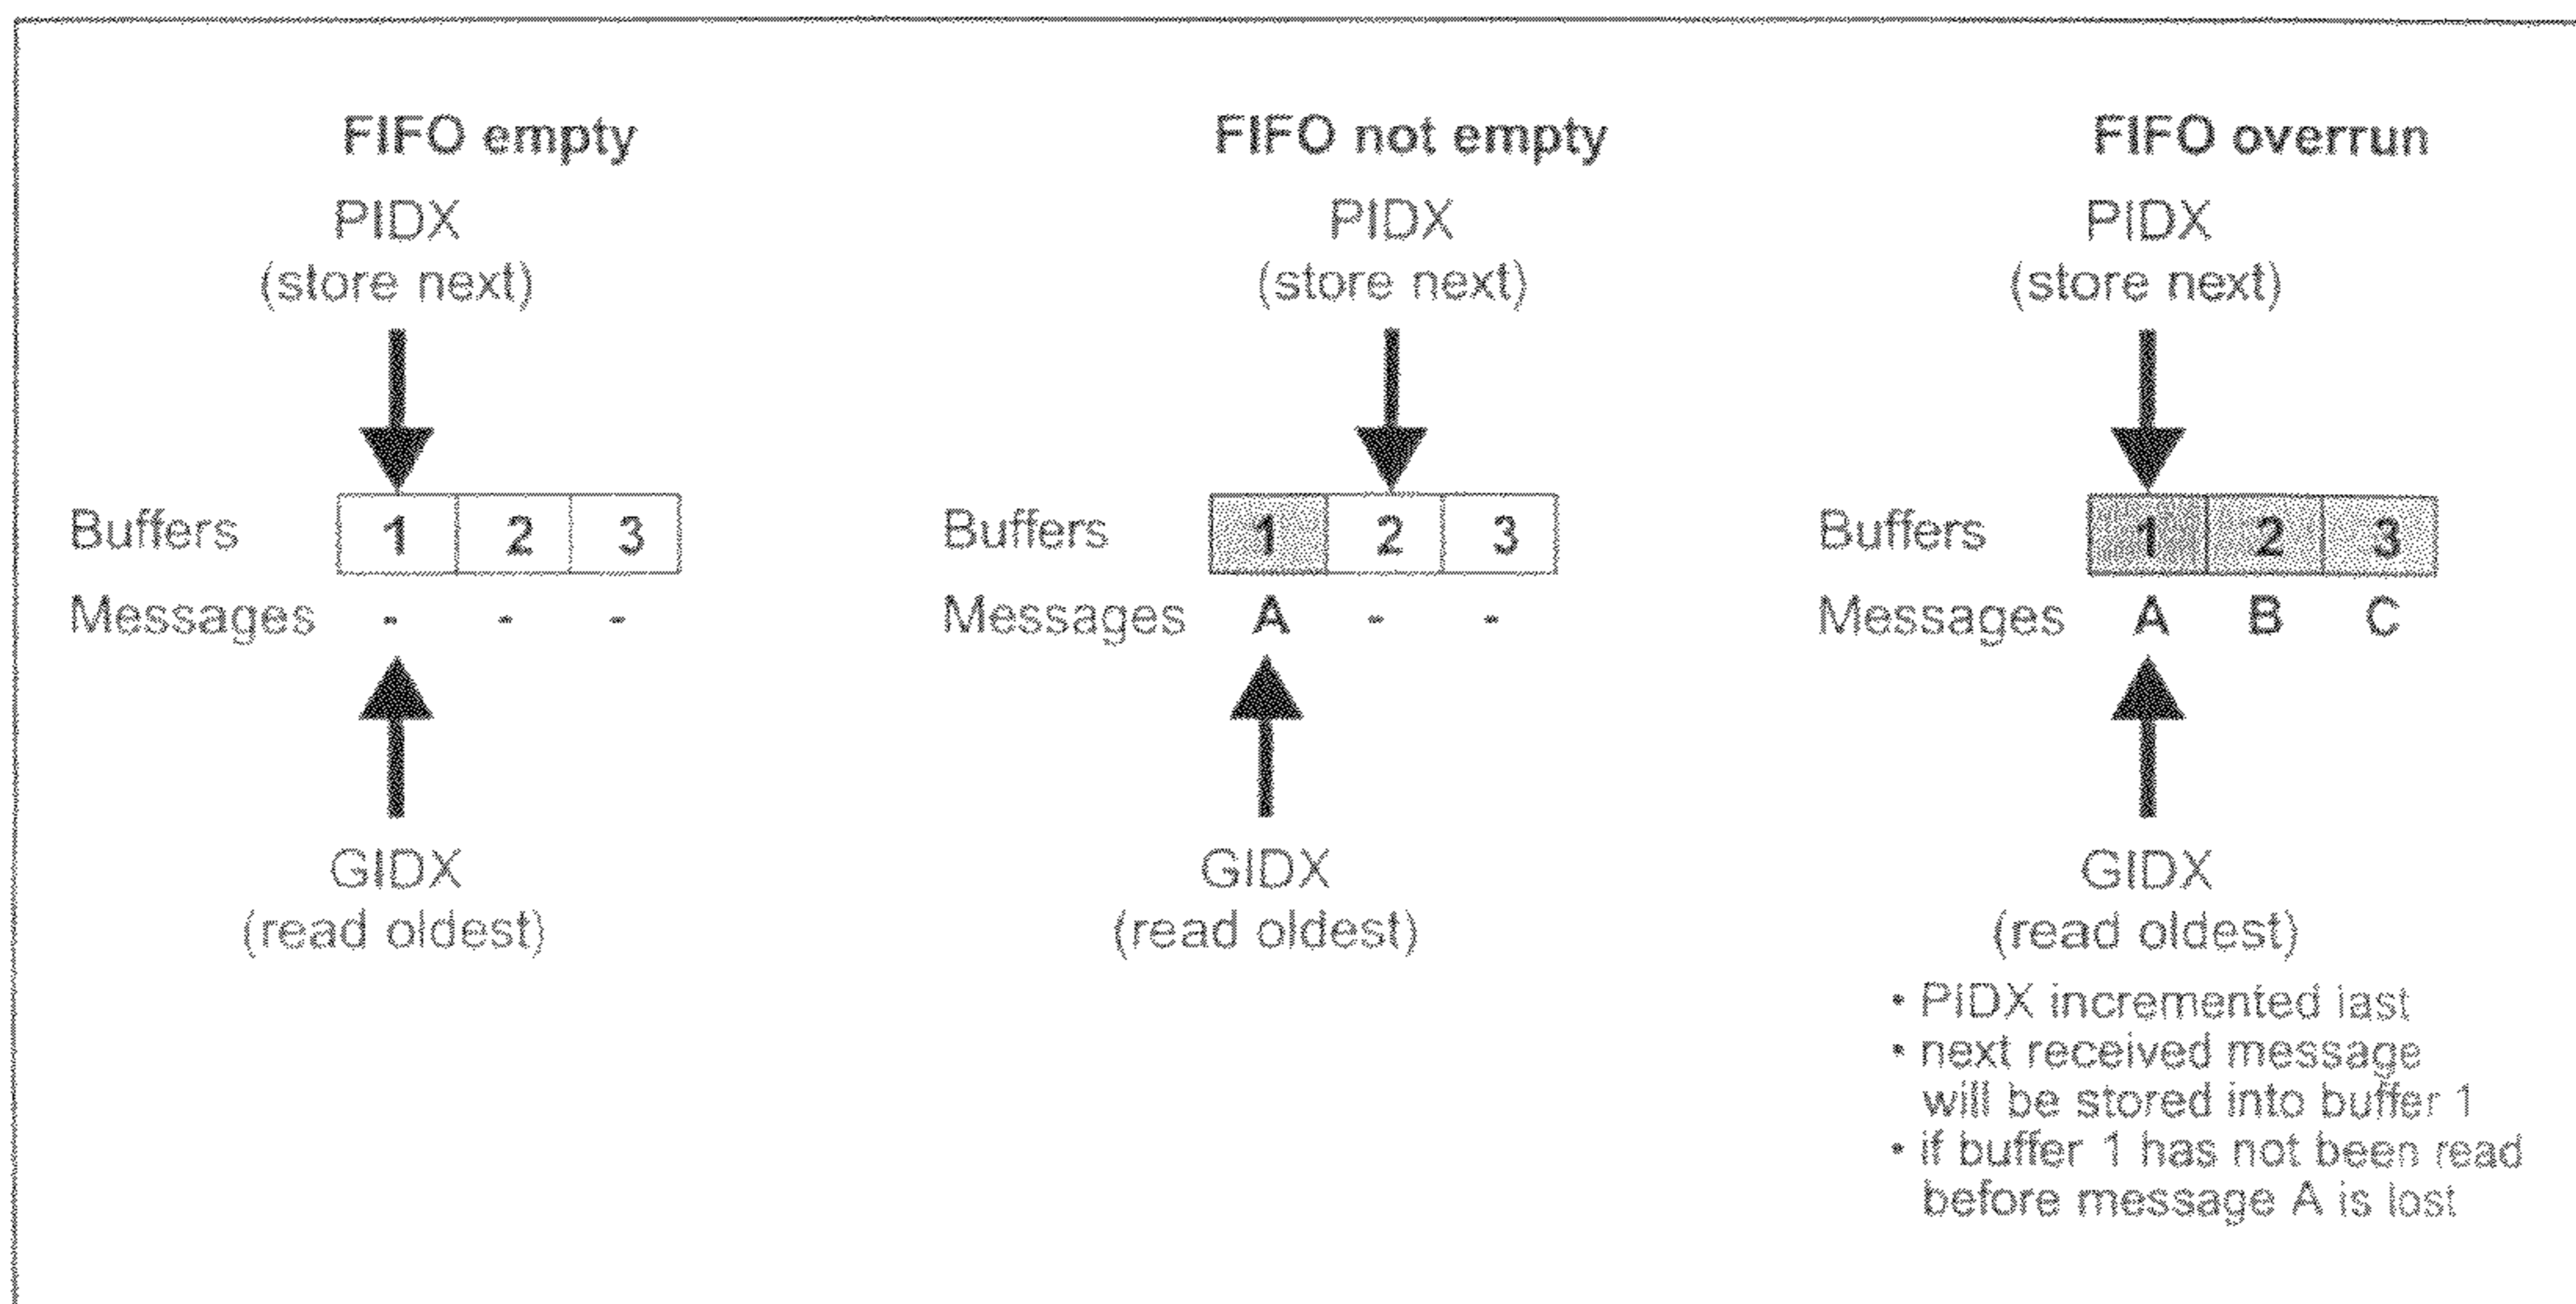 FIFO empty
PIDX
(store next)
Buffers 1 2 3
Messages - - -
GIDX
(read oldest)
FIFO not empty
PIDX
(store next)
Buffers 1 2 3
Messages A - -
GIDX
(read oldest)
FIFO overrun
PIDX
(store next)
Buffers 1 2 3
Messages A B C
GIDX
(read oldest)
• PIDX incremented last
• next received message
will be stored into buffer 1
• if buffer 1 has not been read
before message A is lost